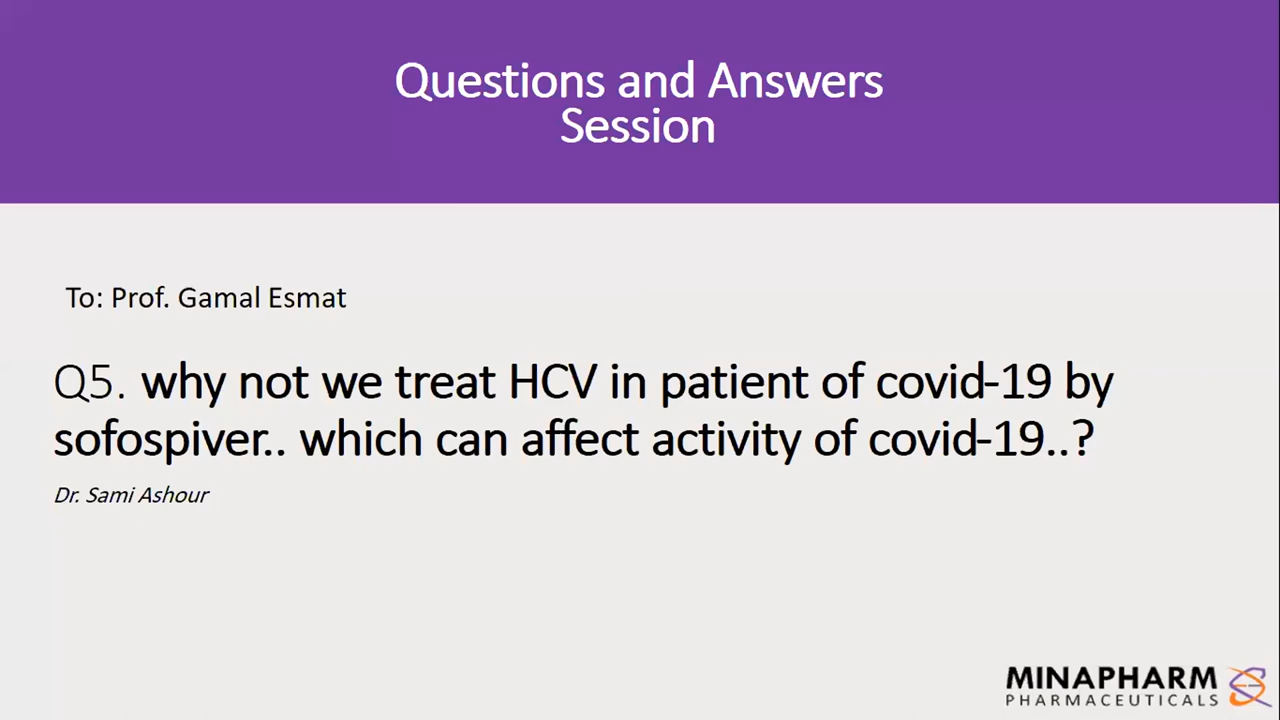 Questions and Answers
Session
To: Prof. Gamal Esmat
Q5. why not we treat HCV in patient of covid-19 by
sofospiver.. which can affect activity of covid-19..?
Dr. Sami Ashour
MINAPHARM
PHARMACEUTICALS